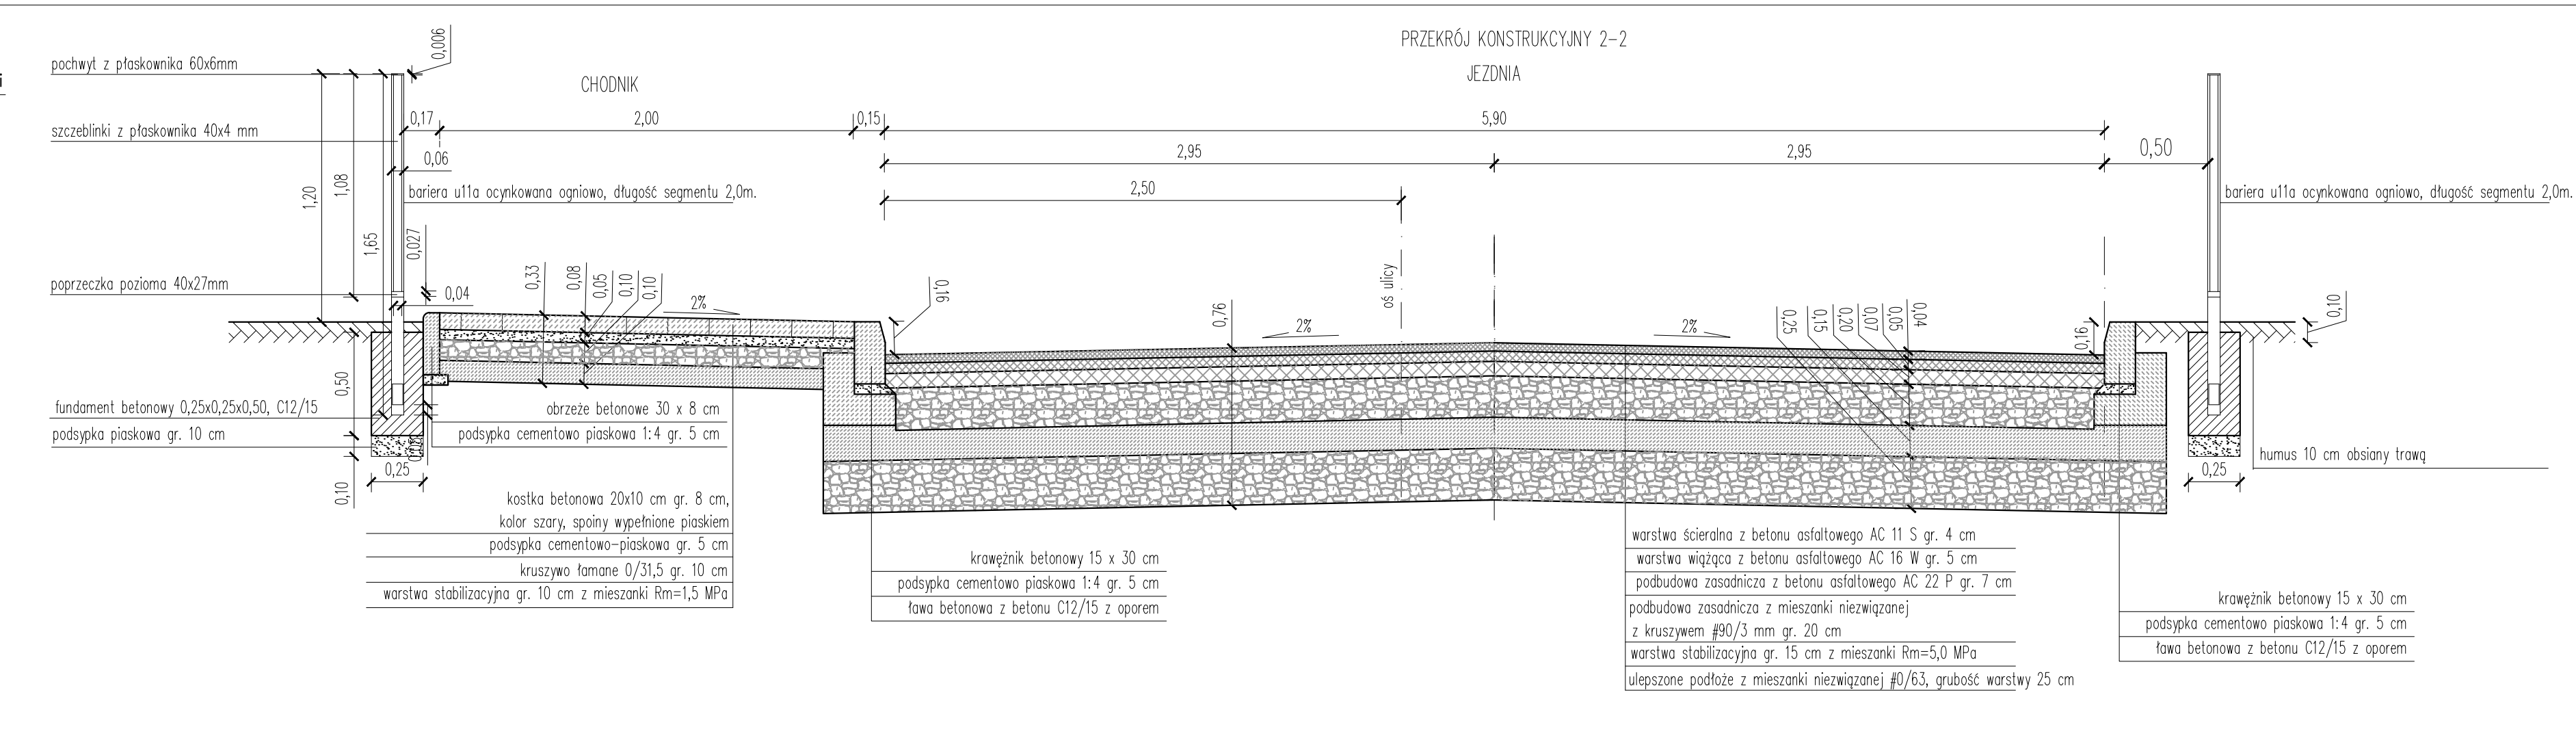 PRZEKRÓJ KONSTRUKCYJNY 2-2
JEZDNIA
CHODNIK
i
pochwyt z płaskownika 60x6mm
0,006
szczeblinki z płaskownika 40x4 mm
0,17
2,00
0,15
5,90
0,06
2,95
2,95
0,50
2,50
1,20
1,08
1,65
0,027
bariera u11a ocynkowana ogniowo, długość segmentu 2,0m.
bariera u11a ocynkowana ogniowo, długość segmentu 2,0m.
poprzeczka pozioma 40x27mm
0,04
0,33
0,08
0,05
0,10
0,10
2%
0,16
0,76
2%
oś ulicy
2%
0,25
0,15
0,20
0,07
0,05
0,04
0,16
0,10
0,50
fundament betonowy 0,25x0,25x0,50, C12/15
podsypka piaskowa gr. 10 cm
0,25
0,10
obrzeże betonowe 30 x 8 cm
podsypka cementowo piaskowa 1:4 gr. 5 cm
0,25
humus 10 cm obsiany trawą
kostka betonowa 20x10 cm gr. 8 cm,
kolor szary, spoiny wypełnione piaskiem
podsypka cementowo-piaskowa gr. 5 cm
kruszywo łamane 0/31,5 gr. 10 cm
warstwa stabilizacyjna gr. 10 cm z mieszanki Rm=1,5 MPa
krawężnik betonowy 15 x 30 cm
podsypka cementowo piaskowa 1:4 gr. 5 cm
ława betonowa z betonu C12/15 z oporem
warstwa ścieralna z betonu asfaltowego AC 11 S gr. 4 cm
warstwa wiążąca z betonu asfaltowego AC 16 W gr. 5 cm
podbudowa zasadnicza z betonu asfaltowego AC 22 P gr. 7 cm
podbudowa zasadnicza z mieszanki niezwiązanej
z kruszywem #90/3 mm gr. 20 cm
warstwa stabilizacyjna gr. 15 cm z mieszanki Rm=5,0 MPa
ulepszone podłoże z mieszanki niezwiązanej #0/63, grubość warstwy 25 cm
krawężnik betonowy 15 x 30 cm
podsypka cementowo piaskowa 1:4 gr. 5 cm
ława betonowa z betonu C12/15 z oporem